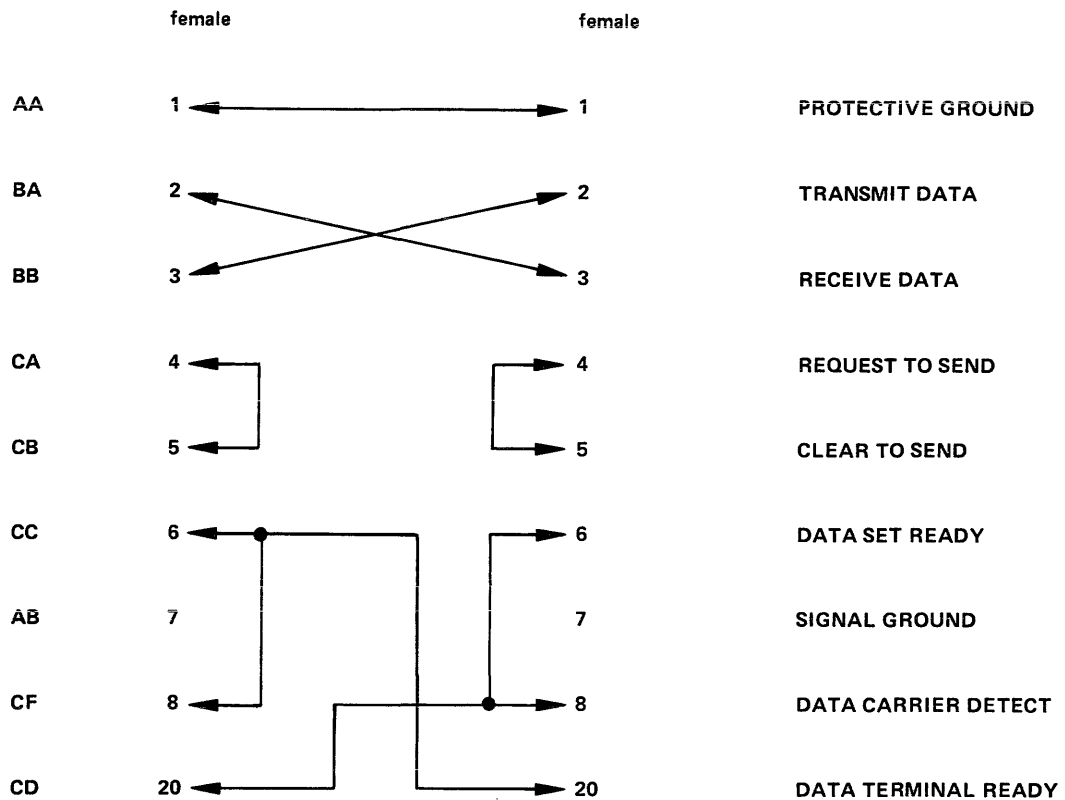 female female
AA 1 1 PROTECTIVE GROUND
BA 2 2 TRANSMIT DATA
BB 3 3 RECEIVE DATA
CA 4 4 REQUEST TO SEND
CB 5 5 CLEAR TO SEND
CC 6 6 DATA SET READY
AB 7 7 SIGNAL GROUND
CF 8 8 DATA CARRIER DETECT
CD 20 20 DATA TERMINAL READY